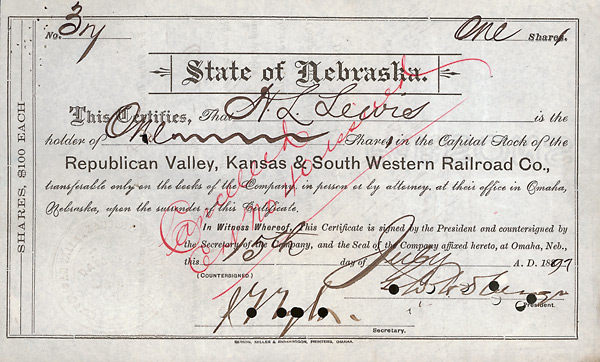 No. 37 One Share
State of Nebraska.
This Certifies, That H. L. Lewis is the
holder of One Shares in the Capital Stock of the
Republican Valley, Kansas & South Western Railroad Co.,
transferable only on the books of the Company, in person or by attorney, at their office in Omaha,
Nebraska, upon the surrender of this Certificate.
In Witness Whereof, This Certificate is signed by the President and countersigned by
the Secretary of the Company, and the Seal of the Company affixed hereto, at Omaha, Neb.,
this 15th day of July A. D. 1897
(COUNTERSIGNED.)
President.
Secretary.
SHARES, $100 EACH
Cancelled